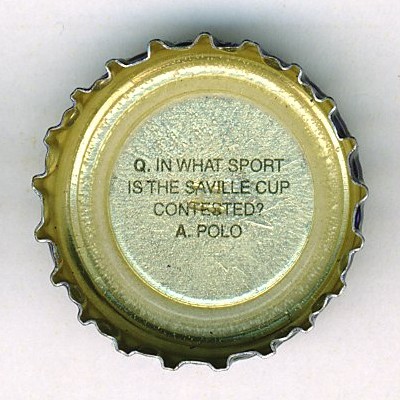 Q. IN WHAT SPORT
IS THE SAVILLE CUP
CONTESTED?
A. POLO